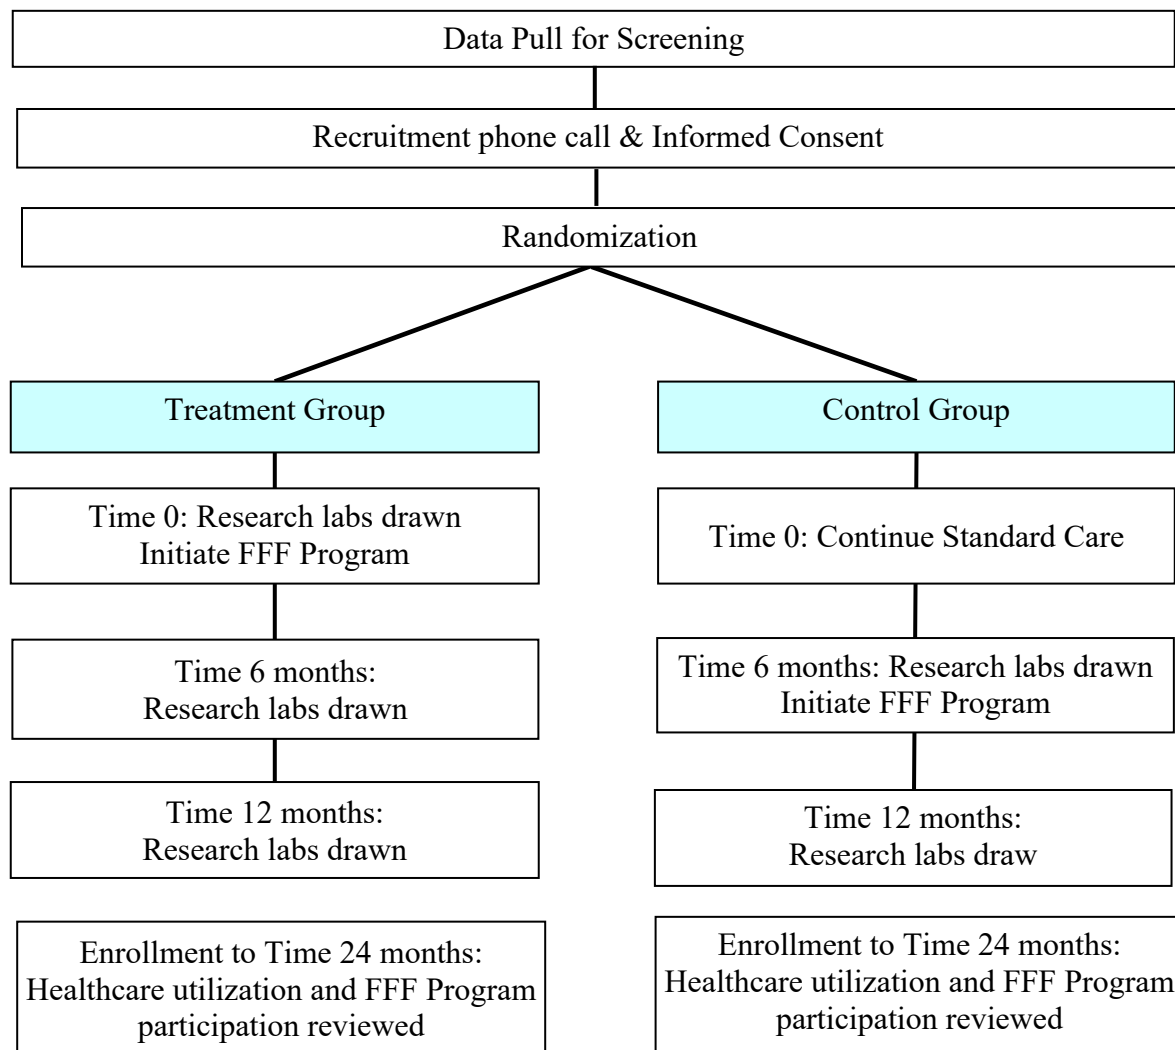 Data Pull for Screening
Recruitment phone call & Informed Consent
Randomization
Treatment Group
Time 0: Research labs drawn
Initiate FFF Program
Time 6 months:
Research labs drawn
Time 12 months:
Research labs drawn
Enrollment to Time 24 months:
Healthcare utilization and FFF Program
participation reviewed
Control Group
Time 0: Continue Standard Care
Time 6 months: Research labs drawn
Initiate FFF Program
Time 12 months:
Research labs draw
Enrollment to Time 24 months:
Healthcare utilization and FFF Program
participation reviewed